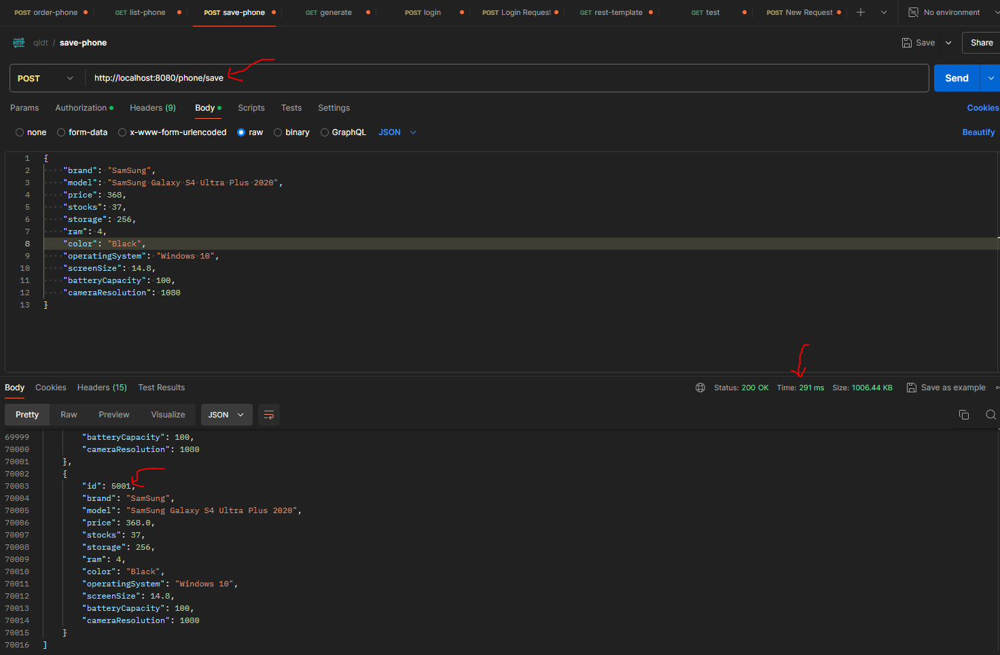 POST order-phone GET list-phone POST save-phone GET generate POST login POST Login Request GET rest-template GET test POST New Request No environment
HTTP qldt / save-phone Save Share
POST http://localhost:8080/phone/save Send
Params Authorization Headers (9) Body Scripts Tests Settings Cookies
none form-data x-www-form-urlencoded raw binary GraphQL JSON Beautify
1 {
2 "brand": "SamSung",
3 "model": "SamSung Galaxy S4 Ultra Plus 2020",
4 "price": 368,
5 "stocks": 37,
6 "storage": 256,
7 "ram": 4,
8 "color": "Black",
9 "operatingSystem": "Windows 10",
10 "screenSize": 14.8,
11 "batteryCapacity": 100,
12 "cameraResolution": 1080
13 }
Body Cookies Headers (15) Test Results Status: 200 OK Time: 291 ms Size: 1006.44 KB Save as example
Pretty Raw Preview Visualize JSON
69999 "batteryCapacity": 100,
70000 "cameraResolution": 1080
70001 },
70002 {
70003 "id": 5001,
70004 "brand": "SamSung",
70005 "model": "SamSung Galaxy S4 Ultra Plus 2020",
70006 "price": 368.0,
70007 "stocks": 37,
70008 "storage": 256,
70009 "ram": 4,
70010 "color": "Black",
70011 "operatingSystem": "Windows 10",
70012 "screenSize": 14.8,
70013 "batteryCapacity": 100,
70014 "cameraResolution": 1080
70015 }
70016 ]